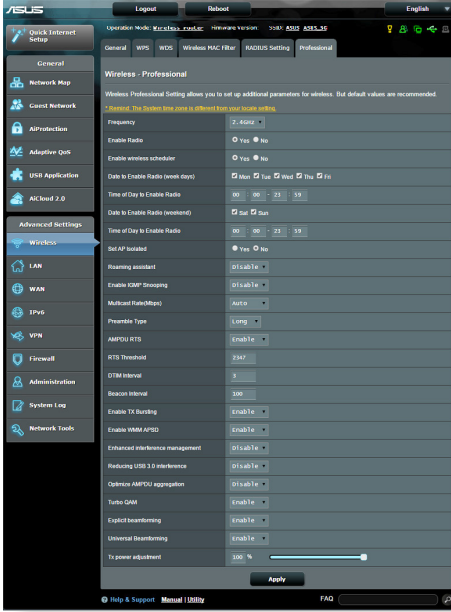 ASUS Logout Reboot English
Quick Internet Setup
Operation Mode: Wireless router Firmware Version: SSID: ASUS ASUS_5G
General WPS WDS Wireless MAC Filter RADIUS Setting Professional
General
Network Map
Guest Network
AiProtection
Adaptive QoS
USB Application
AiCloud 2.0
Advanced Settings
Wireless
LAN
WAN
IPv6
VPN
Firewall
Administration
System Log
Network Tools
Wireless - Professional
Wireless Professional Setting allows you to set up additional parameters for wireless. But default values are recommended.
* Remind: The System time zone is different from your locale setting.
Frequency 2.4GHz
Enable Radio Yes No
Enable wireless scheduler Yes No
Date to Enable Radio (week days) Mon Tue Wed Thu Fri
Time of Day to Enable Radio 00 : 00 - 23 : 59
Date to Enable Radio (weekend) Sat Sun
Time of Day to Enable Radio 00 : 00 - 23 : 59
Set AP Isolated Yes No
Roaming assistant Disable
Enable IGMP Snooping Disable
Multicast Rate(Mbps) Auto
Preamble Type Long
AMPDU RTS Enable
RTS Threshold 2347
DTIM Interval 3
Beacon Interval 100
Enable TX Bursting Enable
Enable WMM APSD Enable
Enhanced interference management Disable
Reducing USB 3.0 interference Disable
Optimize AMPDU aggregation Disable
Turbo QAM Enable
Explicit beamforming Enable
Universal Beamforming Enable
Tx power adjustment 100 %
Apply
Help & Support Manual | Utility FAQ